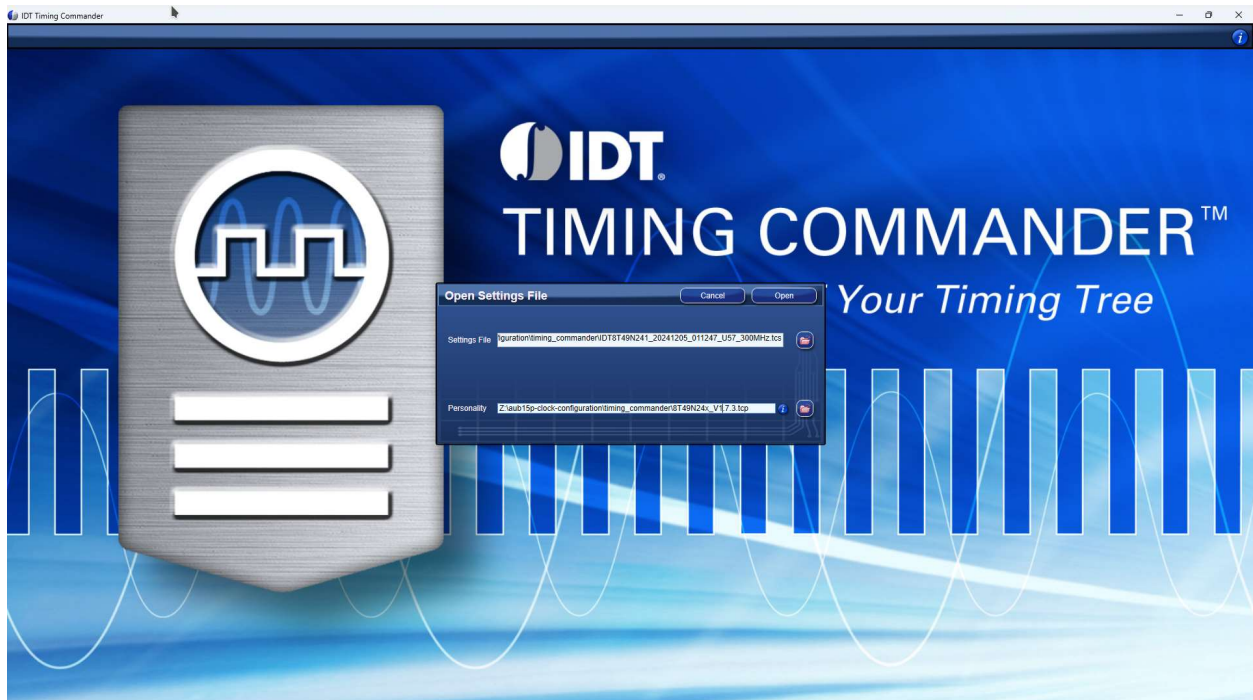 IDT Timing Commander
IDT®
TIMING COMMANDER™
Your Timing Tree
Open Settings File
Cancel
Open
Settings File
iguration\timing_commander\IDT8T49N241_20241205_011247_U57_300MHz.tcs
Personality
Z:\aub15p-clock-configuration\timing_commander\8T49N24x_V1.7.3.tcp